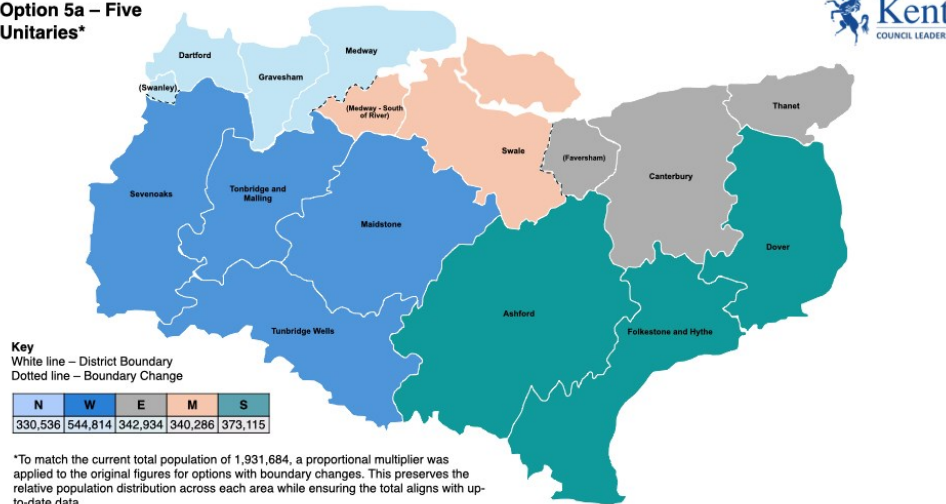 Option 5a – Five
Unitaries*
Kent
COUNCIL LEADER
Dartford
Medway
Gravesham
(Swanley)
(Medway - South
of River)
Thanet
Swale
(Faversham)
Canterbury
Sevenoaks
Tonbridge and
Malling
Maidstone
Dover
Ashford
Tunbridge Wells
Folkestone and Hythe
Key
White line – District Boundary
Dotted line – Boundary Change
N W E M S
330,536 544,814 342,934 340,286 373,115
*To match the current total population of 1,931,684, a proportional multiplier was
applied to the original figures for options with boundary changes. This preserves the
relative population distribution across each area while ensuring the total aligns with up-
to-date data